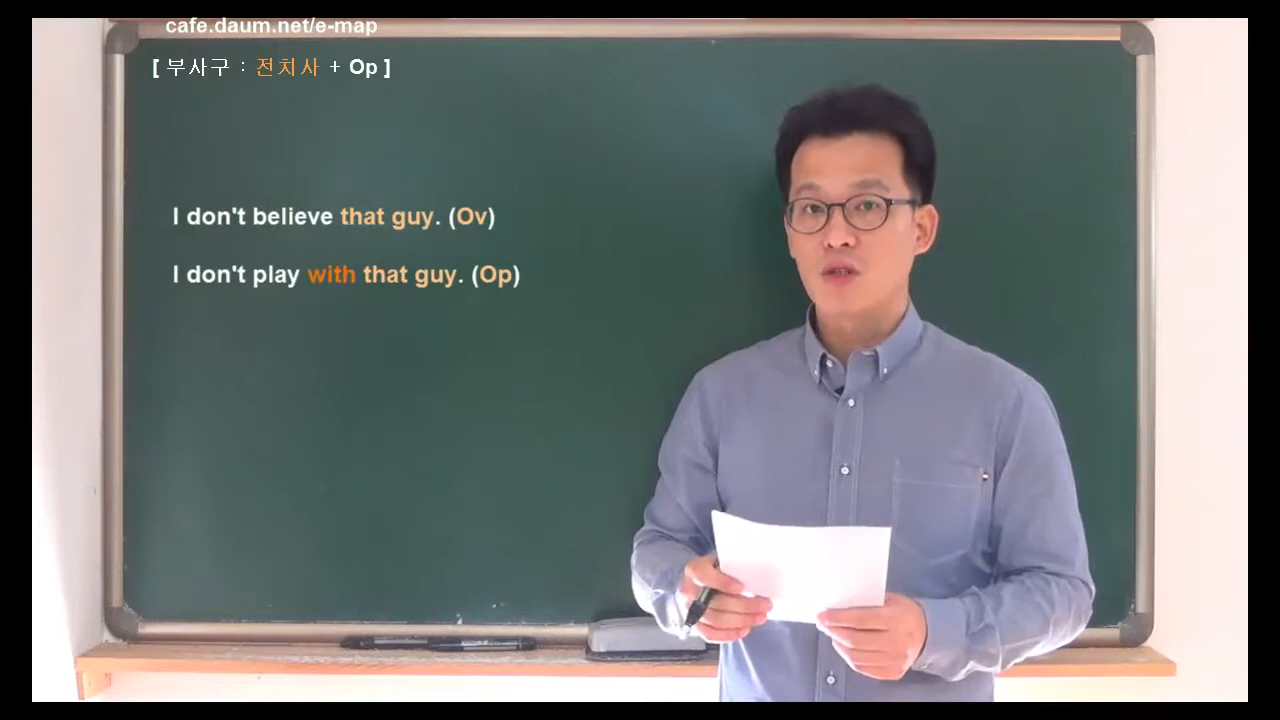 cafe.daum.net/e-map
[ 부사구 : 전치사 + Op ]
I don't believe that guy. (Ov)
I don't play with that guy. (Op)